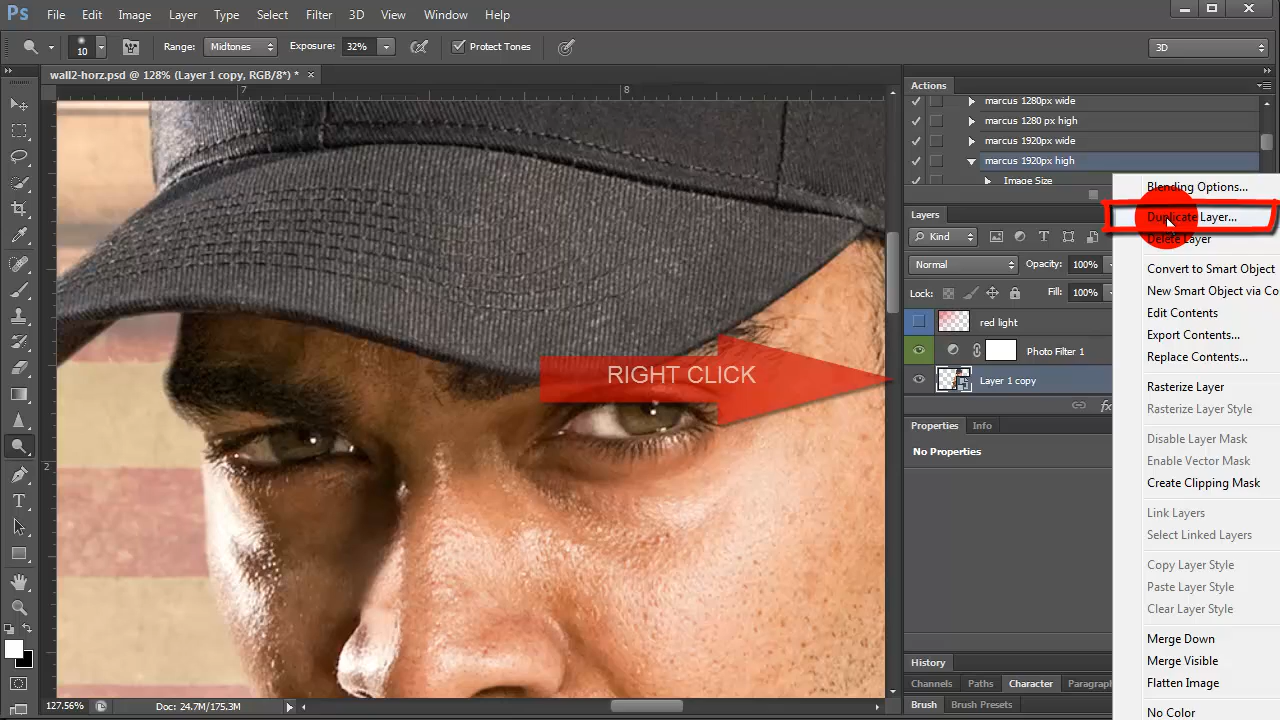 Ps File Edit Image Layer Type Select Filter 3D View Window Help
10 Range: Midtones Exposure: 32% Protect Tones 3D
wall2-horz.psd @ 128% (Layer 1 copy, RGB/8*) * ×
7 8
2
RIGHT CLICK
127.56% Doc: 24.7M/175.3M
Actions
marcus 1280px wide
marcus 1280 px high
marcus 1920px wide
marcus 1920px high
Image Size
Layers
Kind
Normal Opacity: 100%
Lock: Fill: 100%
red light
Photo Filter 1
Layer 1 copy
fx
Properties Info
No Properties
History
Channels Paths Character Paragraph
Brush Brush Presets
Blending Options...
Duplicate Layer...
Delete Layer
Convert to Smart Object
New Smart Object via Co
Edit Contents
Export Contents...
Replace Contents...
Rasterize Layer
Rasterize Layer Style
Disable Layer Mask
Enable Vector Mask
Create Clipping Mask
Link Layers
Select Linked Layers
Copy Layer Style
Paste Layer Style
Clear Layer Style
Merge Down
Merge Visible
Flatten Image
No Color